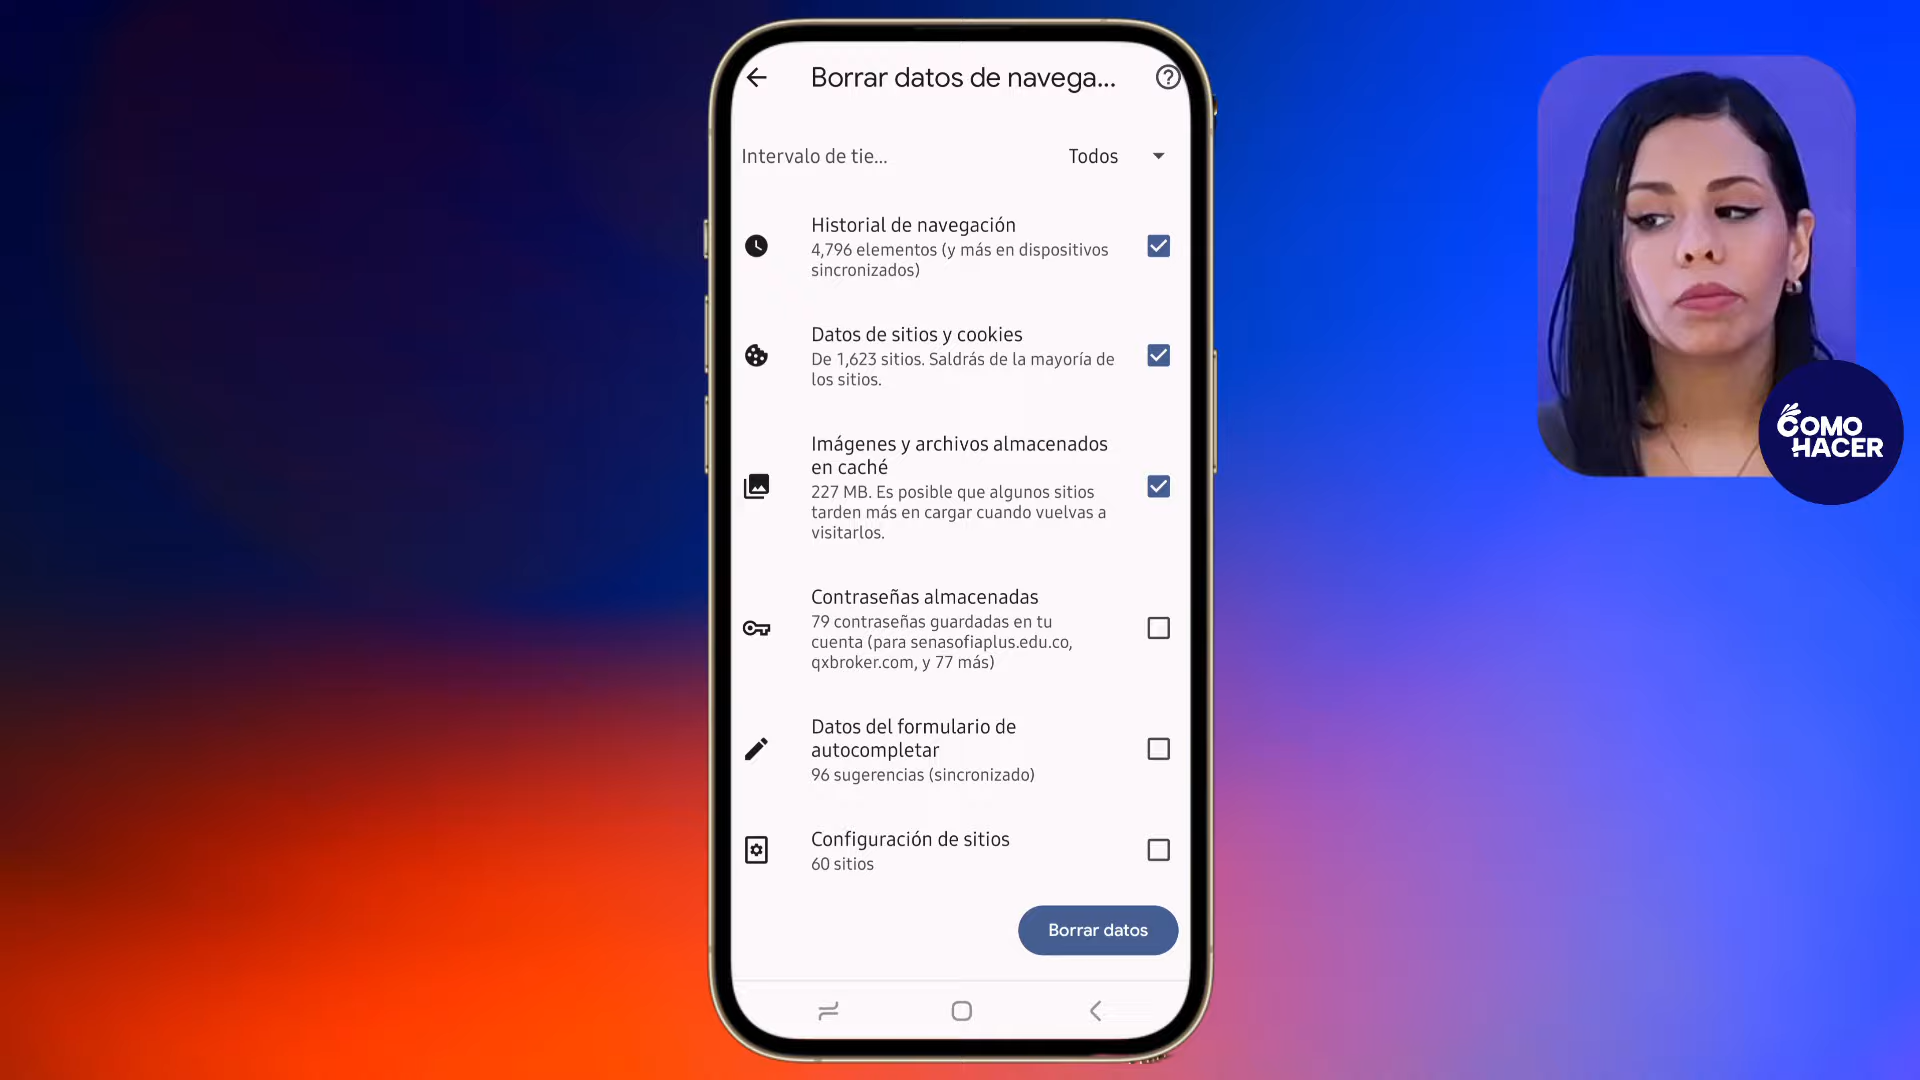 Borrar datos de navega...
Intervalo de tie...
Todos
Historial de navegación
4,796 elementos (y más en dispositivos
sincronizados)
Datos de sitios y cookies
De 1,623 sitios. Saldrás de la mayoría de
los sitios.
Imágenes y archivos almacenados
en caché
227 MB. Es posible que algunos sitios
tarden más en cargar cuando vuelvas a
visitarlos.
Contraseñas almacenadas
79 contraseñas guardadas en tu
cuenta (para senasofiaplus.edu.co,
qxbroker.com, y 77 más)
Datos del formulario de
autocompletar
96 sugerencias (sincronizado)
Configuración de sitios
60 sitios
Borrar datos
COMO
HACER